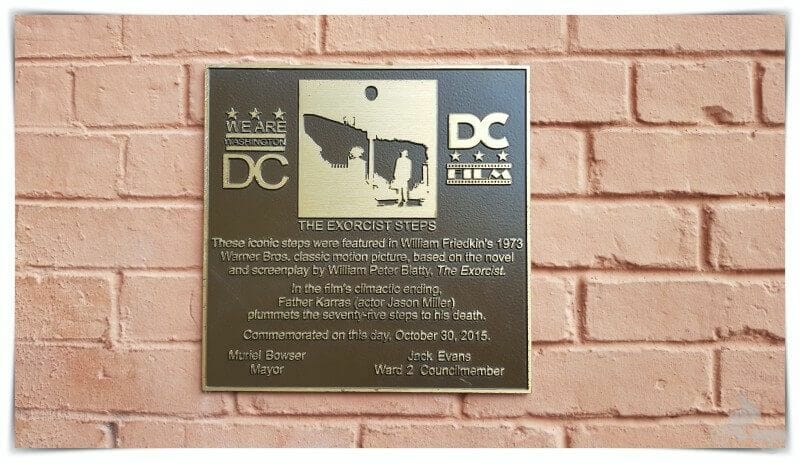 WE ARE
WASHINGTON
DC
DC
FILM
THE EXORCIST STEPS
These iconic steps were featured in William Friedkin's 1973
Warner Bros. classic motion picture, based on the novel
and screenplay by William Peter Blatty, The Exorcist.
In the film's climactic ending,
Father Karras (actor Jason Miller)
plummets the seventy-five steps to his death.
Commemorated on this day, October 30, 2015.
Muriel Bowser
Mayor
Jack Evans
Ward 2 Councilmember